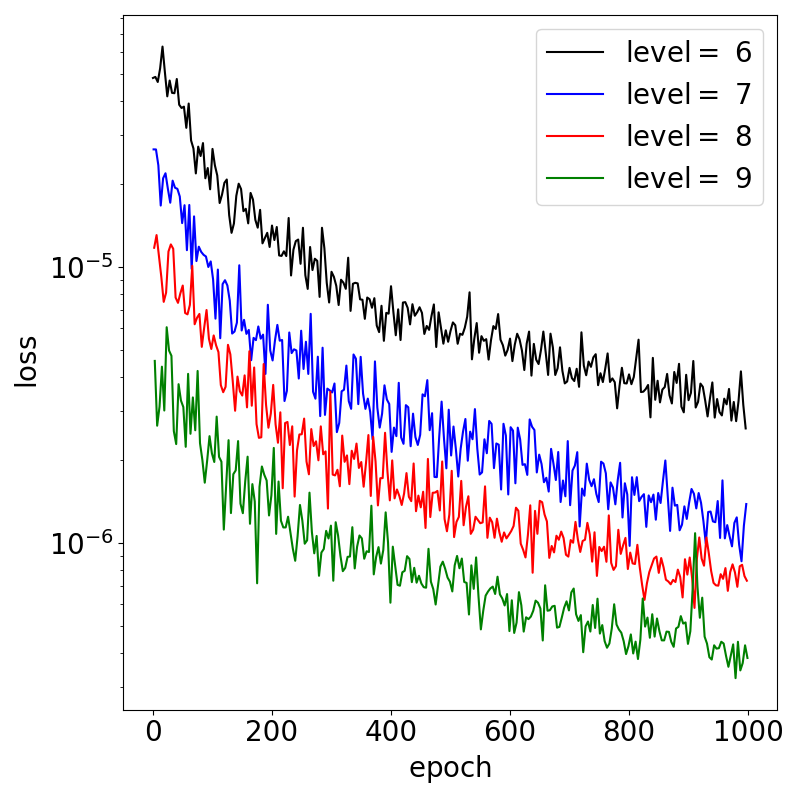 level = 6
level = 7
level = 8
level = 9
10⁻⁵
10⁻⁶
loss
0 200 400 600 800 1000
epoch